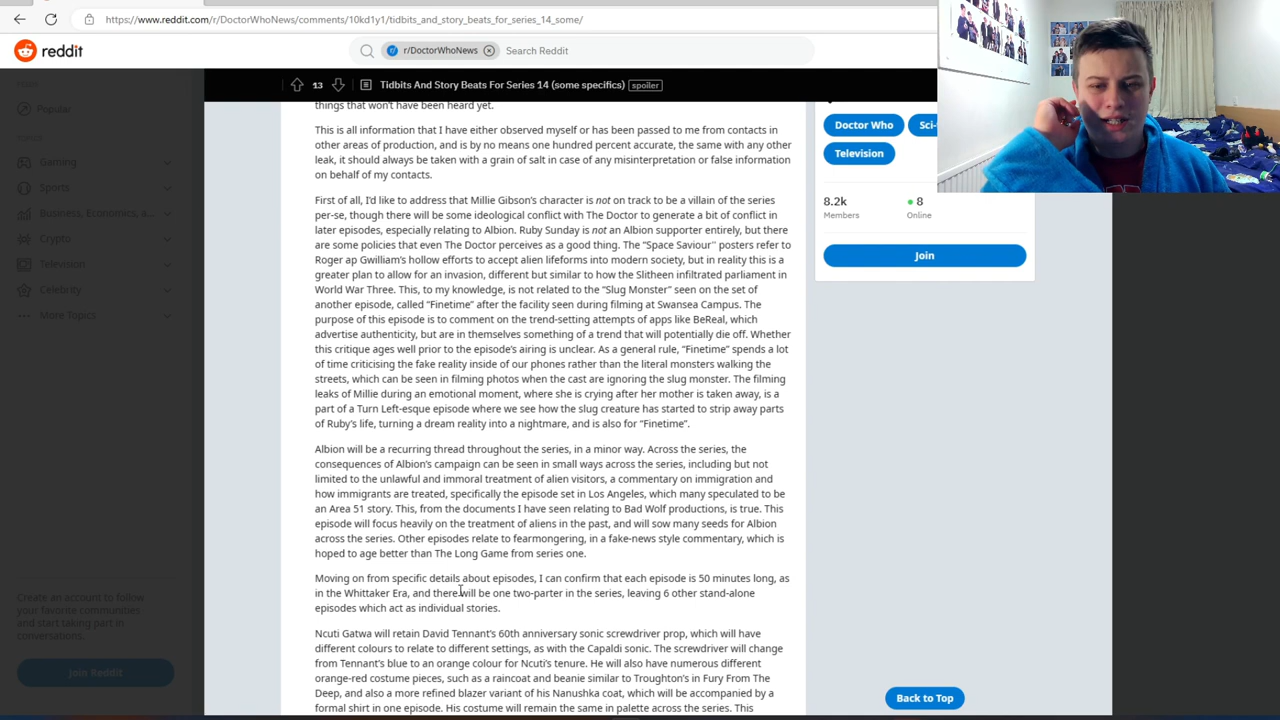 https://www.reddit.com/r/DoctorWhoNews/comments/10kd1y1/tidbits_and_story_beats_for_series_14_some/
reddit
r/DoctorWhoNews
Search Reddit
13
Tidbits And Story Beats For Series 14 (some specifics)
spoiler
Popular
Gaming
Sports
Business, Economics, a...
Crypto
Television
Celebrity
More Topics
Create an account to follow
your favorite communities
and start taking part in
conversations.
Join Reddit
things that won't have been heard yet.
This is all information that I have either observed myself or has been passed to me from contacts in
other areas of production, and is by no means one hundred percent accurate, the same with any other
leak, it should always be taken with a grain of salt in case of any misinterpretation or false information
on behalf of my contacts.
First of all, I'd like to address that Millie Gibson's character is not on track to be a villain of the series
per-se, though there will be some ideological conflict with The Doctor to generate a bit of conflict in
later episodes, especially relating to Albion. Ruby Sunday is not an Albion supporter entirely, but there
are some policies that even The Doctor perceives as a good thing. The "Space Saviour" posters refer to
Roger ap Gwilliam's hollow efforts to accept alien lifeforms into modern society, but in reality this is a
greater plan to allow for an invasion, different but similar to how the Slitheen infiltrated parliament in
World War Three. This, to my knowledge, is not related to the "Slug Monster" seen on the set of
another episode, called "Finetime" after the facility seen during filming at Swansea Campus. The
purpose of this episode is to comment on the trend-setting attempts of apps like BeReal, which
advertise authenticity, but are in themselves something of a trend that will potentially die off. Whether
this critique ages well prior to the episode's airing is unclear. As a general rule, "Finetime" spends a lot
of time criticising the fake reality inside of our phones rather than the literal monsters walking the
streets, which can be seen in filming photos when the cast are ignoring the slug monster. The filming
leaks of Millie during an emotional moment, where she is crying after her mother is taken away, is a
part of a Turn Left-esque episode where we see how the slug creature has started to strip away parts
of Ruby's life, turning a dream reality into a nightmare, and is also for "Finetime".
Albion will be a recurring thread throughout the series, in a minor way. Across the series, the
consequences of Albion's campaign can be seen in small ways across the series, including but not
limited to the unlawful and immoral treatment of alien visitors, a commentary on immigration and
how immigrants are treated, specifically the episode set in Los Angeles, which many speculated to be
an Area 51 story. This, from the documents I have seen relating to Bad Wolf productions, is true. This
episode will focus heavily on the treatment of aliens in the past, and will sow many seeds for Albion
across the series. Other episodes relate to fearmongering, in a fake-news style commentary, which is
hoped to age better than The Long Game from series one.
Moving on from specific details about episodes, I can confirm that each episode is 50 minutes long, as
in the Whittaker Era, and there will be one two-parter in the series, leaving 6 other stand-alone
episodes which act as individual stories.
Ncuti Gatwa will retain David Tennant's 60th anniversary sonic screwdriver prop, which will have
different colours to relate to different settings, as with the Capaldi sonic. The screwdriver will change
from Tennant's blue to an orange colour for Ncuti's tenure. He will also have numerous different
orange-red costume pieces, such as a raincoat and beanie similar to Troughton's in Fury From The
Deep, and also a more refined blazer variant of his Nanushka coat, which will be accompanied by a
formal shirt in one episode. His costume will remain the same in palette across the series. This
Doctor Who
Sci-
Television
8.2k
Members
8
Online
Join
Back to Top